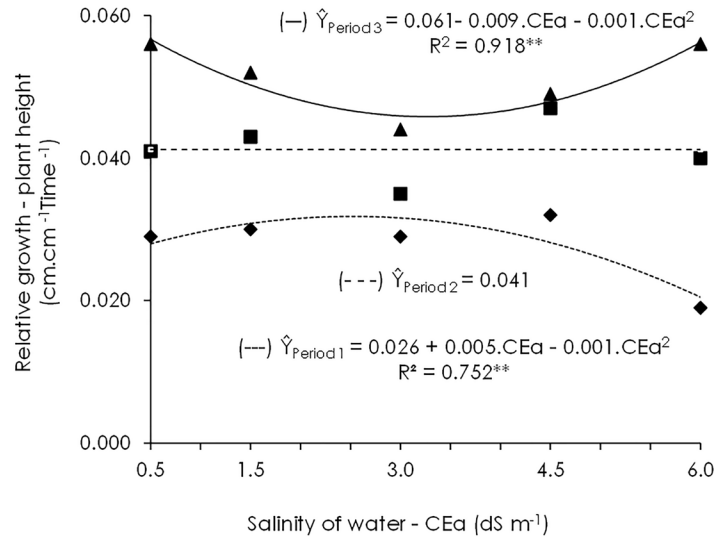 0.060
(—) ŶPeriod 3 = 0.061- 0.009.CEa - 0.001.CEa²
R² = 0.918**
Relative growth - plant height
(cm.cm⁻¹Time⁻¹)
0.040
(- - -) ŶPeriod 2 = 0.041
0.020
(---) ŶPeriod 1 = 0.026 + 0.005.CEa - 0.001.CEa²
R² = 0.752**
0.000
0.5 1.5 3.0 4.5 6.0
Salinity of water - CEa (dS m⁻¹)